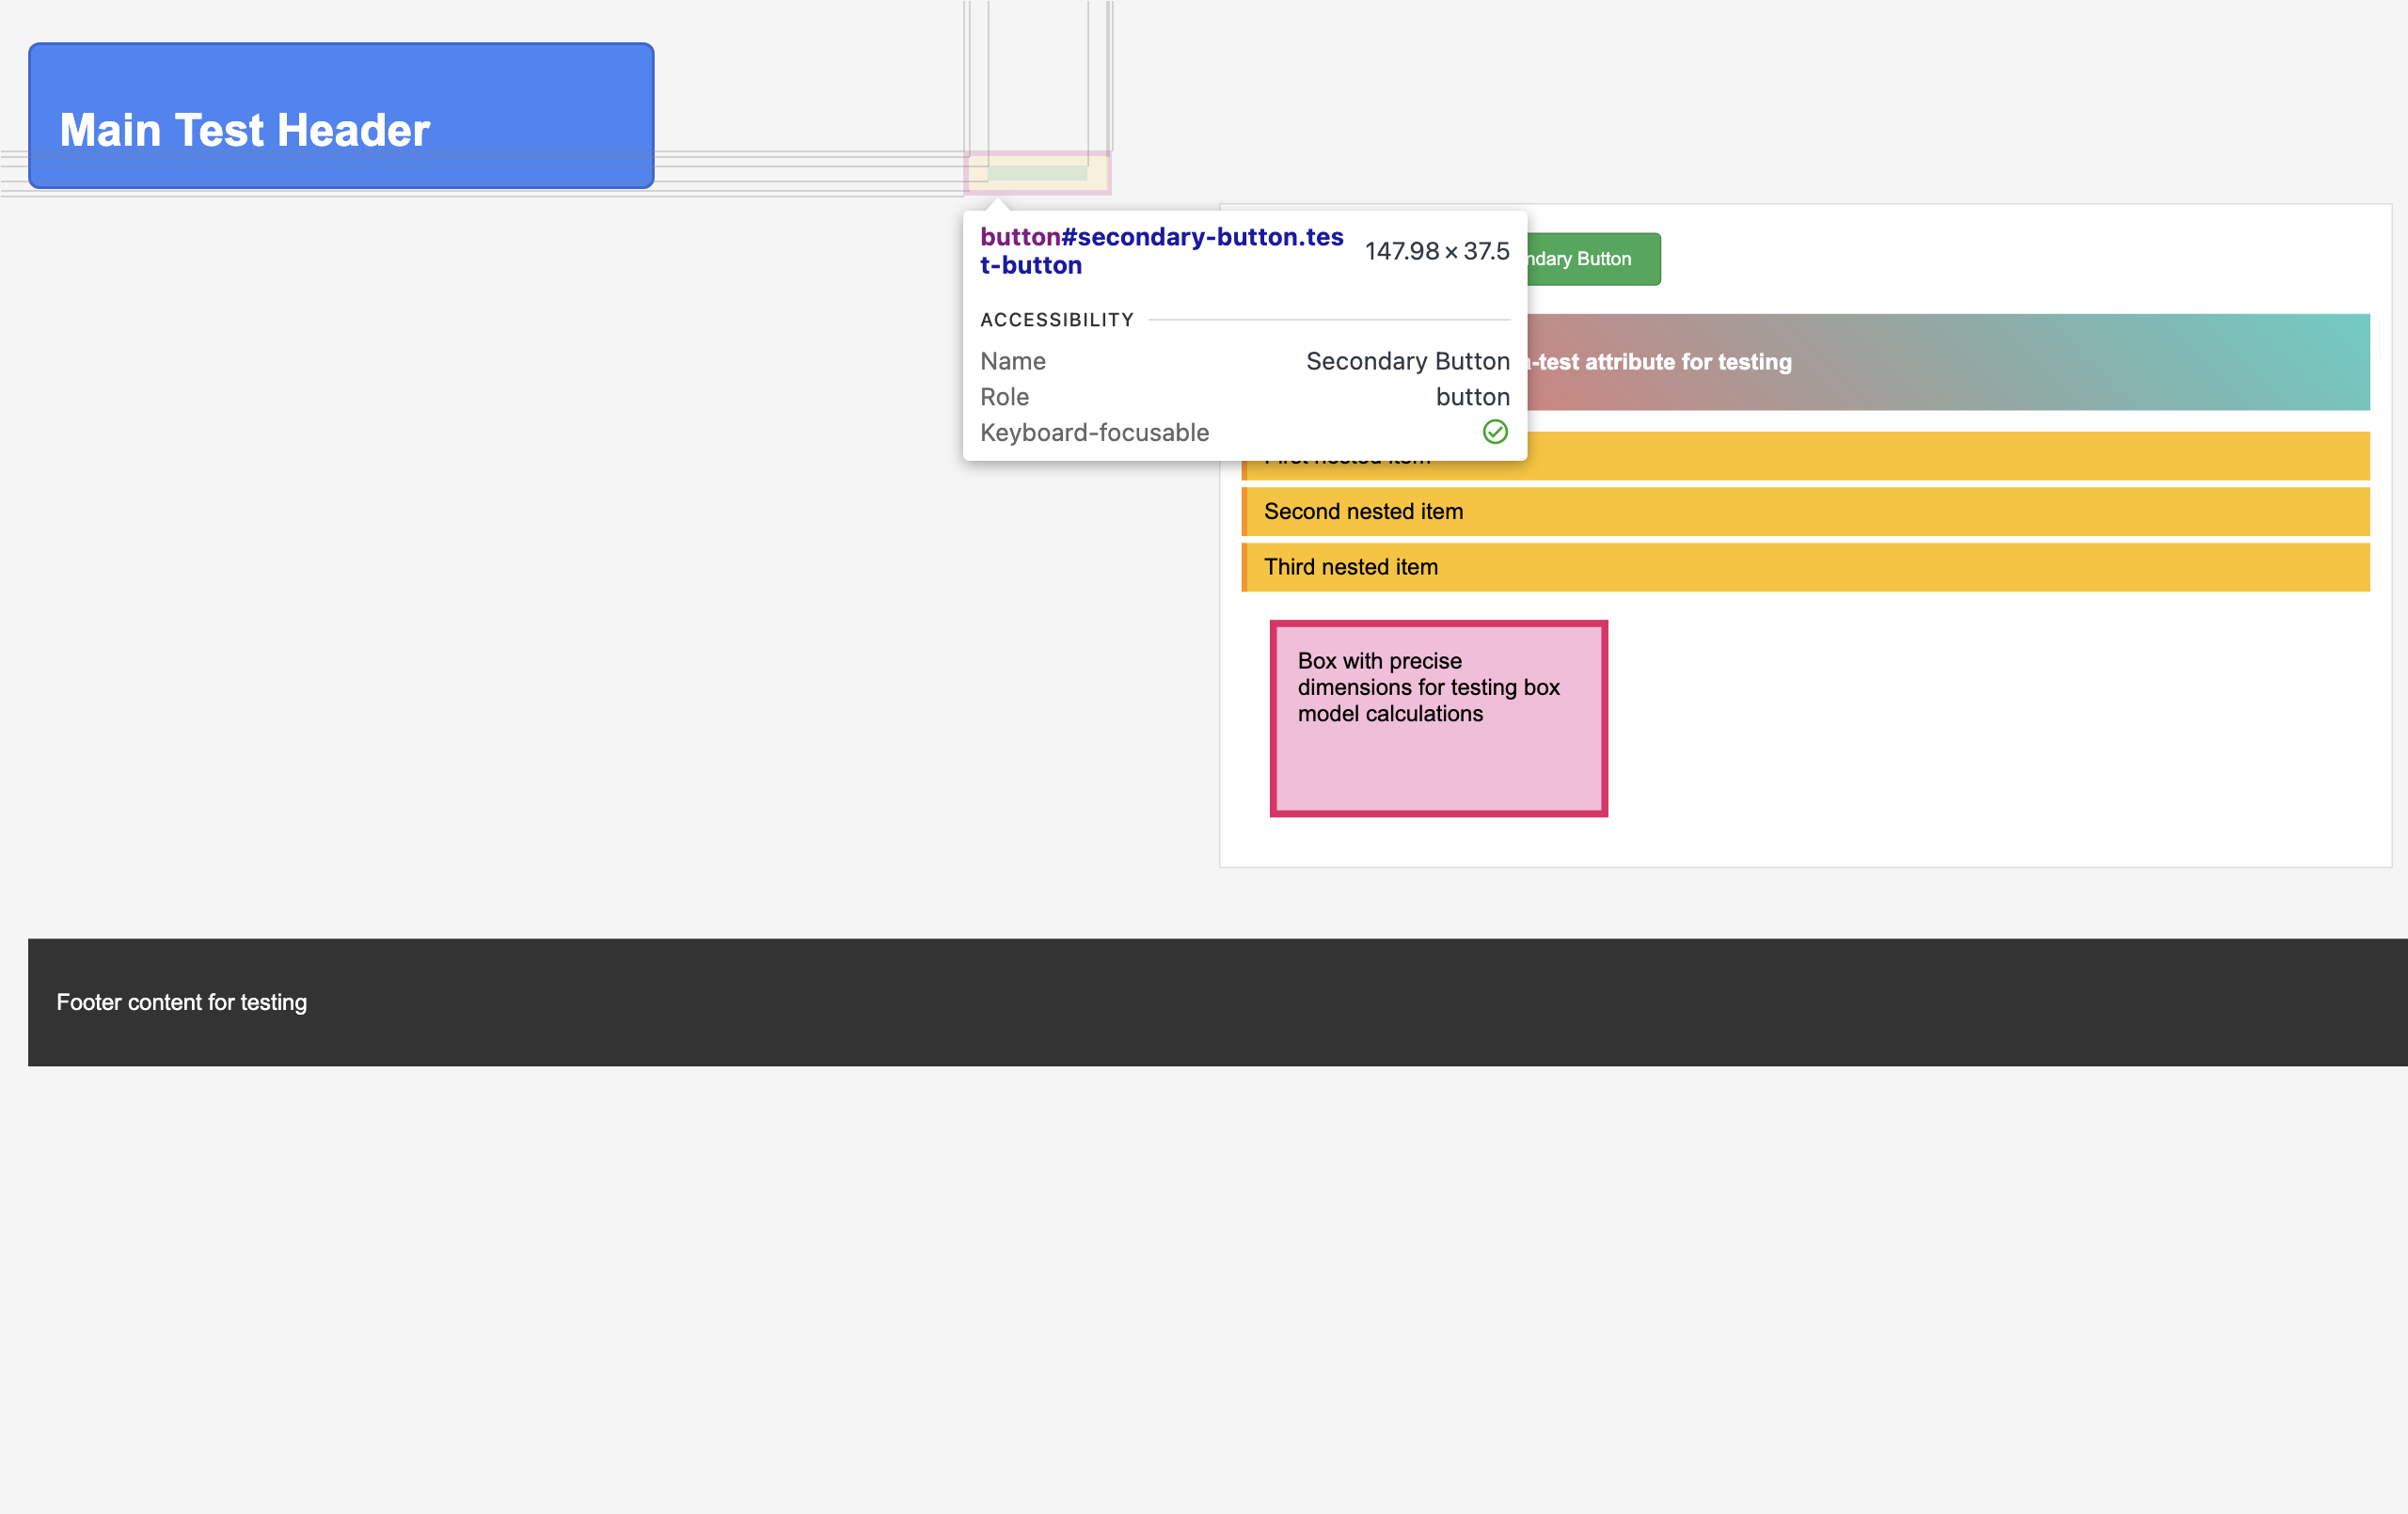 Main Test Header
button#secondary-button.tes
t-button
147.98 × 37.5
ACCESSIBILITY
Name Secondary Button
Role button
Keyboard-focusable
ndary Button
-test attribute for testing
Second nested item
Third nested item
Box with precise
dimensions for testing box
model calculations
Footer content for testing